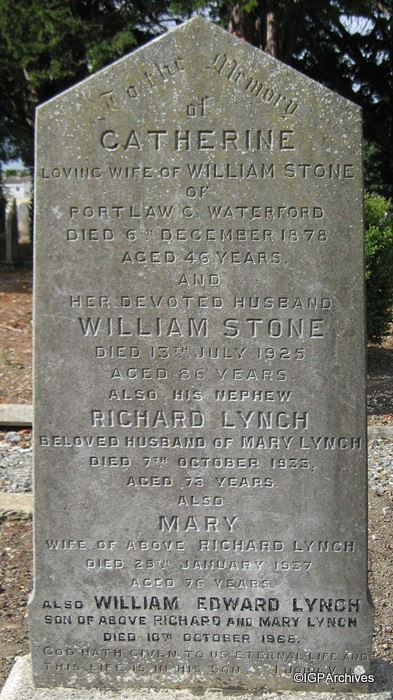 To the Memory
of
CATHERINE
LOVING WIFE OF WILLIAM STONE
OF
PORTLAW C. WATERFORD
DIED 6TH DECEMBER 1878
AGED 46 YEARS.
AND
HER DEVOTED HUSBAND
WILLIAM STONE
DIED 13TH JULY 1925
AGED 86 YEARS.
ALSO HIS NEPHEW
RICHARD LYNCH
BELOVED HUSBAND OF MARY LYNCH
DIED 7TH OCTOBER 1933,
AGED 73 YEARS.
ALSO
MARY
WIFE OF ABOVE RICHARD LYNCH
DIED 29TH JANUARY 1937
AGED 76 YEARS
ALSO WILLIAM EDWARD LYNCH
SON OF ABOVE RICHARD AND MARY LYNCH
DIED 10TH OCTOBER 1968.
GOD HATH GIVEN TO US ETERNAL LIFE AND
THIS LIFE IS IN HIS SON 1 JOHN V
©IGPArchives